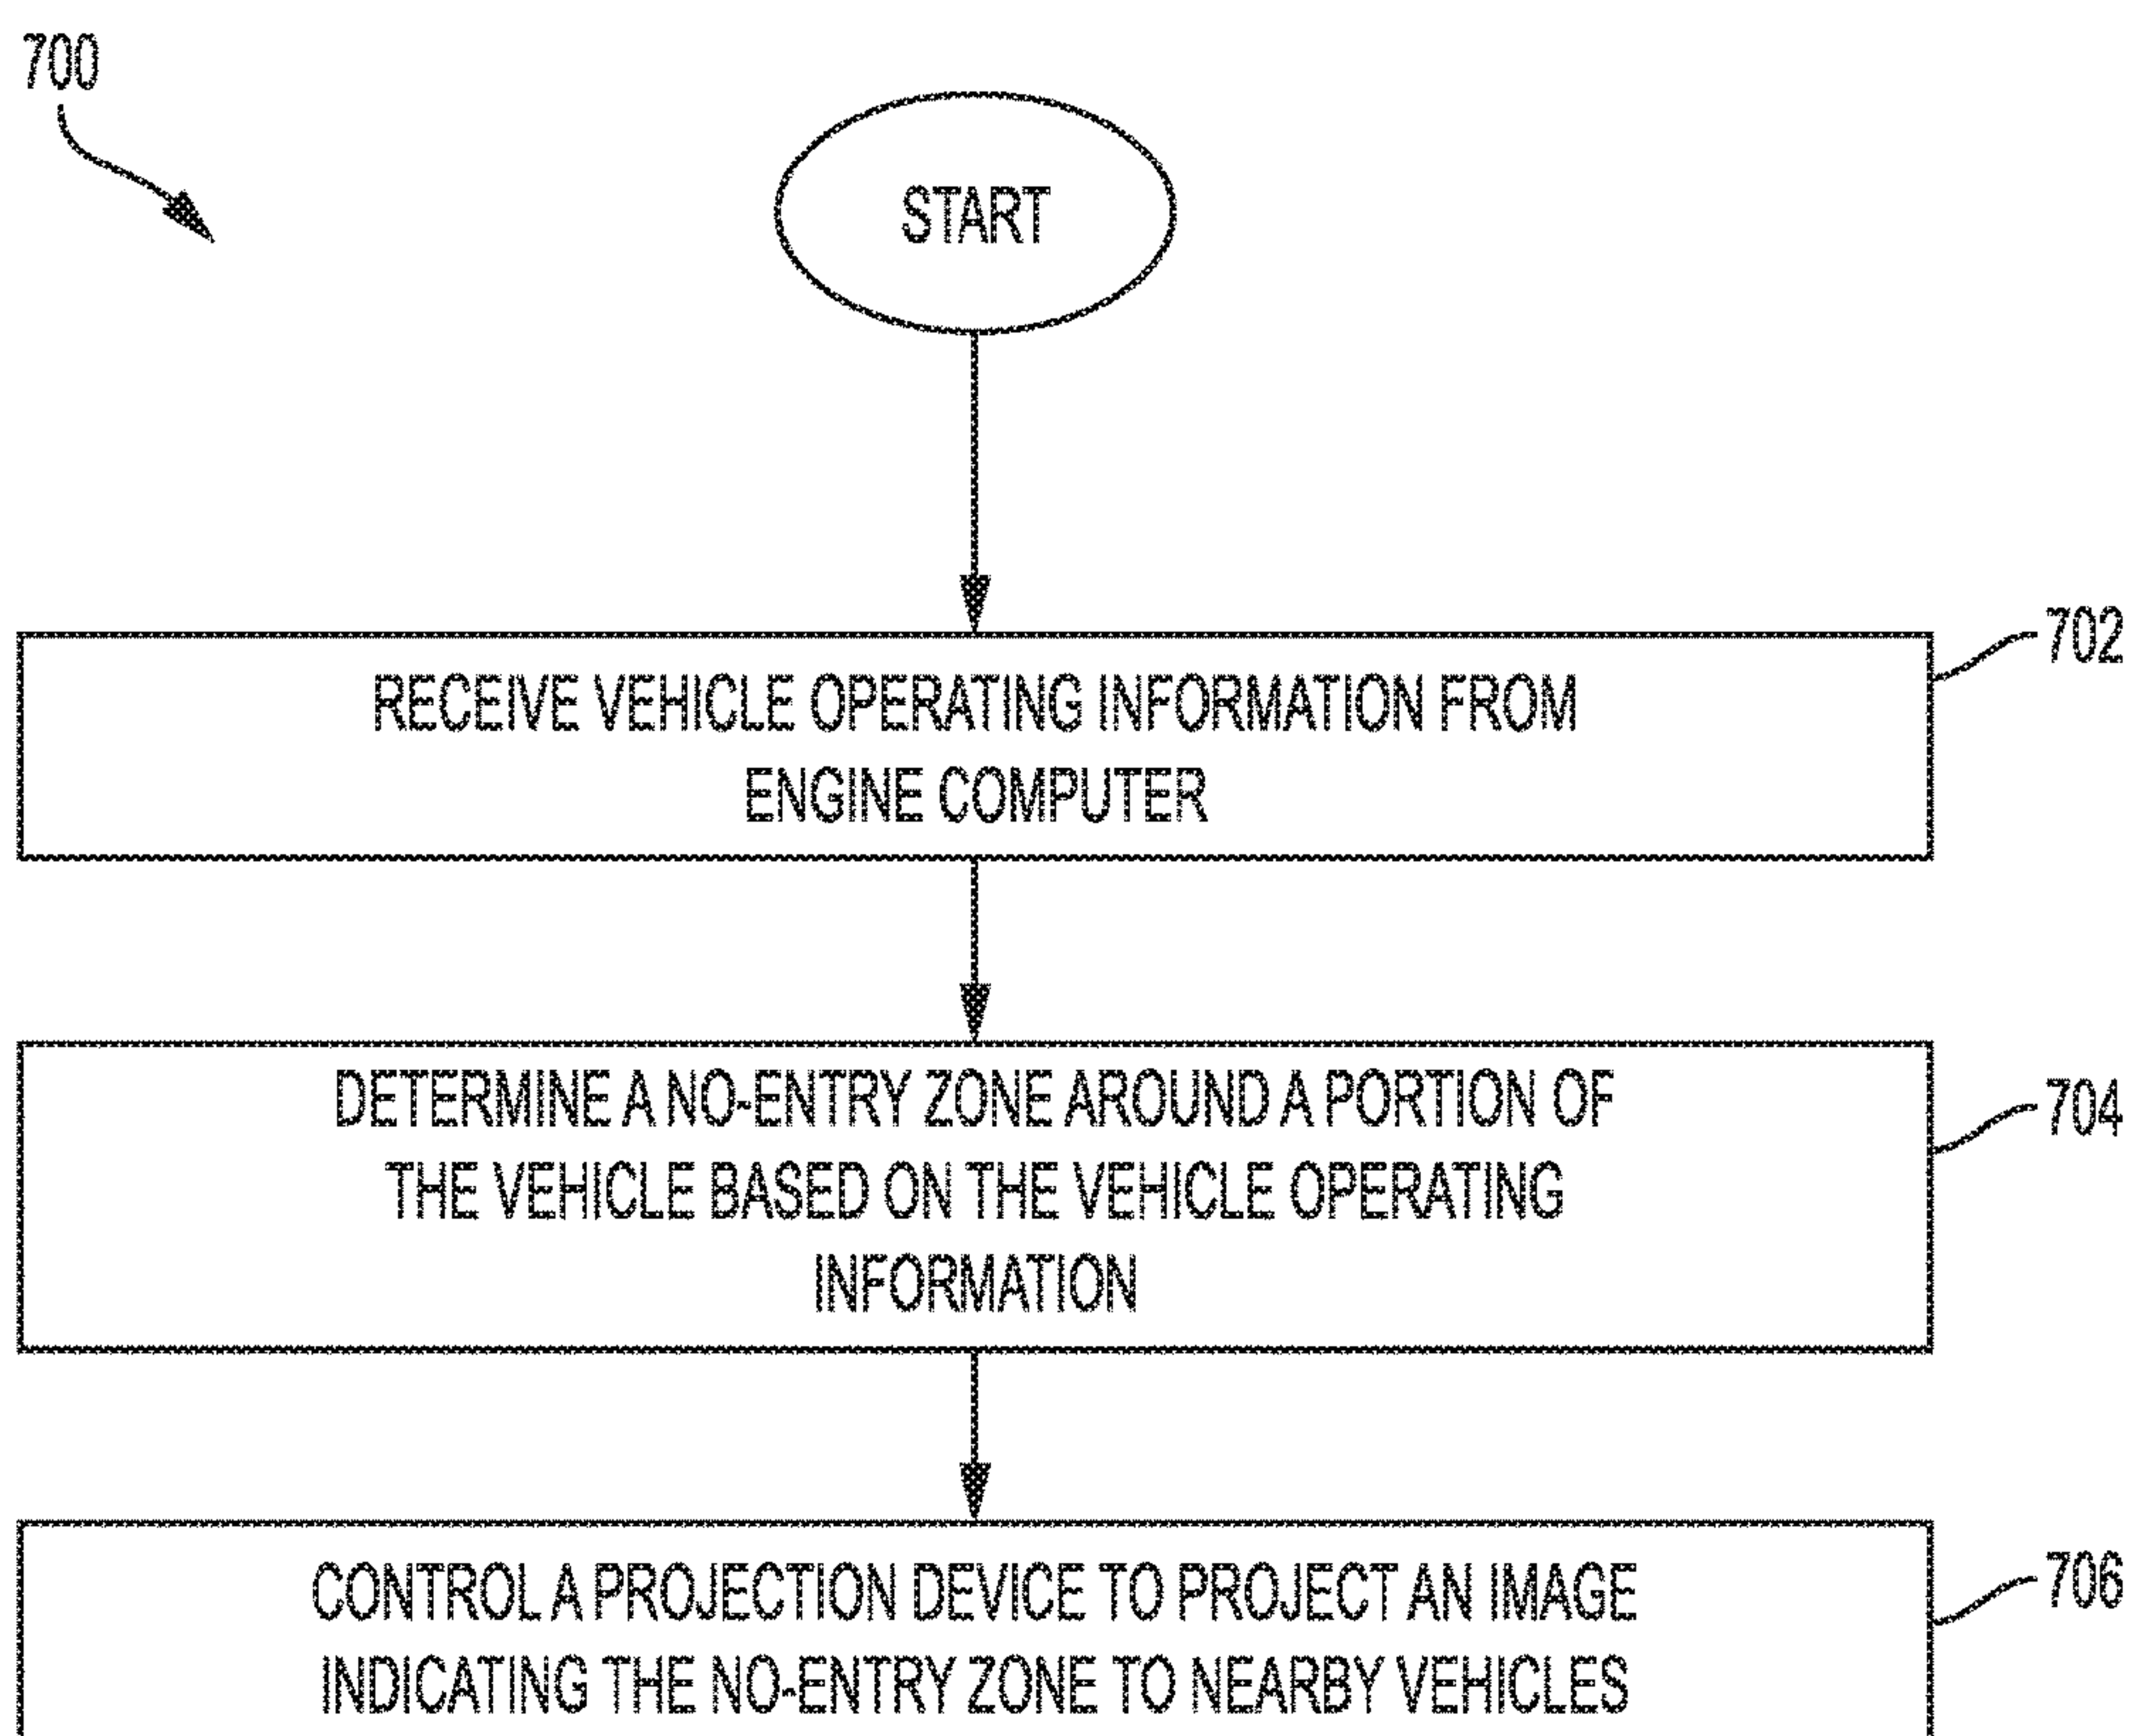 700
START
702
RECEIVE VEHICLE OPERATING INFORMATION FROM
ENGINE COMPUTER
704
DETERMINE A NO-ENTRY ZONE AROUND A PORTION OF
THE VEHICLE BASED ON THE VEHICLE OPERATING
INFORMATION
706
CONTROL A PROJECTION DEVICE TO PROJECT AN IMAGE
INDICATING THE NO-ENTRY ZONE TO NEARBY VEHICLES